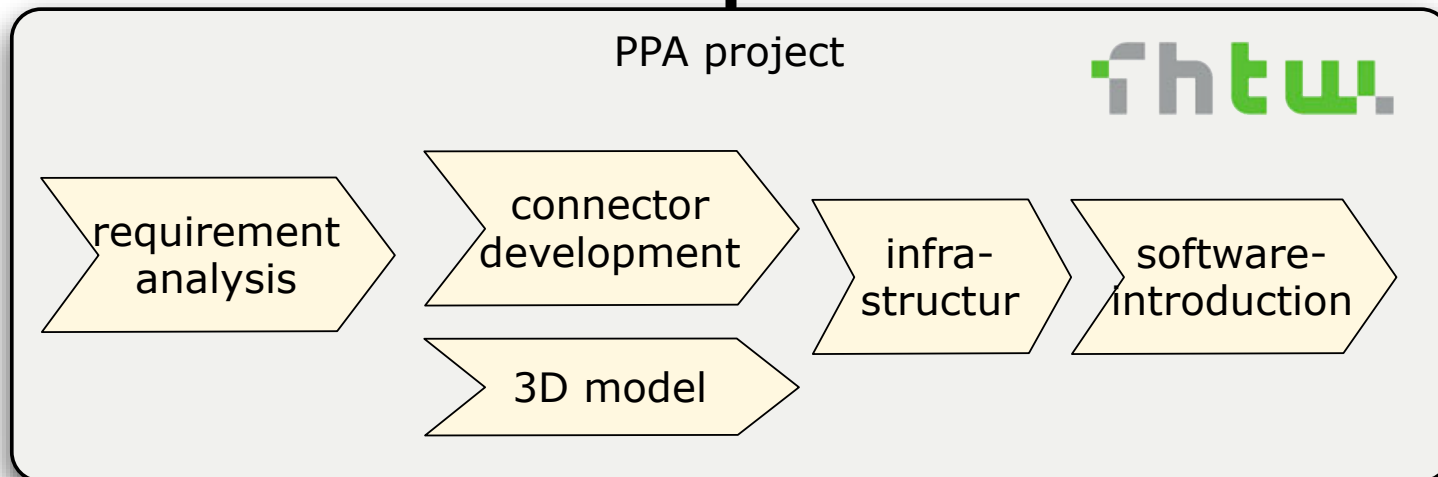 PPA project
fhtw
requirement
analysis
connector
development
3D model
infra-
structur
software-
introduction